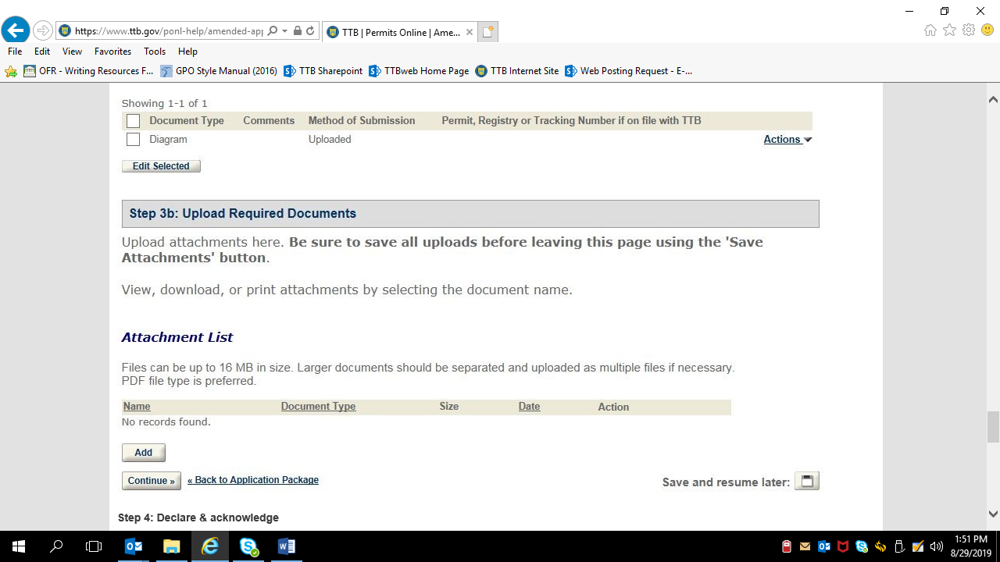 https://www.ttb.gov/ponl-help/amended-app
TTB | Permits Online | Ame...
File Edit View Favorites Tools Help
OFR - Writing Resources F... GPO Style Manual (2016) TTB Sharepoint TTBweb Home Page TTB Internet Site Web Posting Request - E-...
Showing 1-1 of 1
Document Type Comments Method of Submission Permit, Registry or Tracking Number if on file with TTB
Diagram Uploaded Actions
Edit Selected
Step 3b: Upload Required Documents
Upload attachments here. Be sure to save all uploads before leaving this page using the 'Save
Attachments' button.
View, download, or print attachments by selecting the document name.
Attachment List
Files can be up to 16 MB in size. Larger documents should be separated and uploaded as multiple files if necessary.
PDF file type is preferred.
Name Document Type Size Date Action
No records found.
Add
Continue » « Back to Application Package Save and resume later:
Step 4: Declare & acknowledge
1:51 PM
8/29/2019